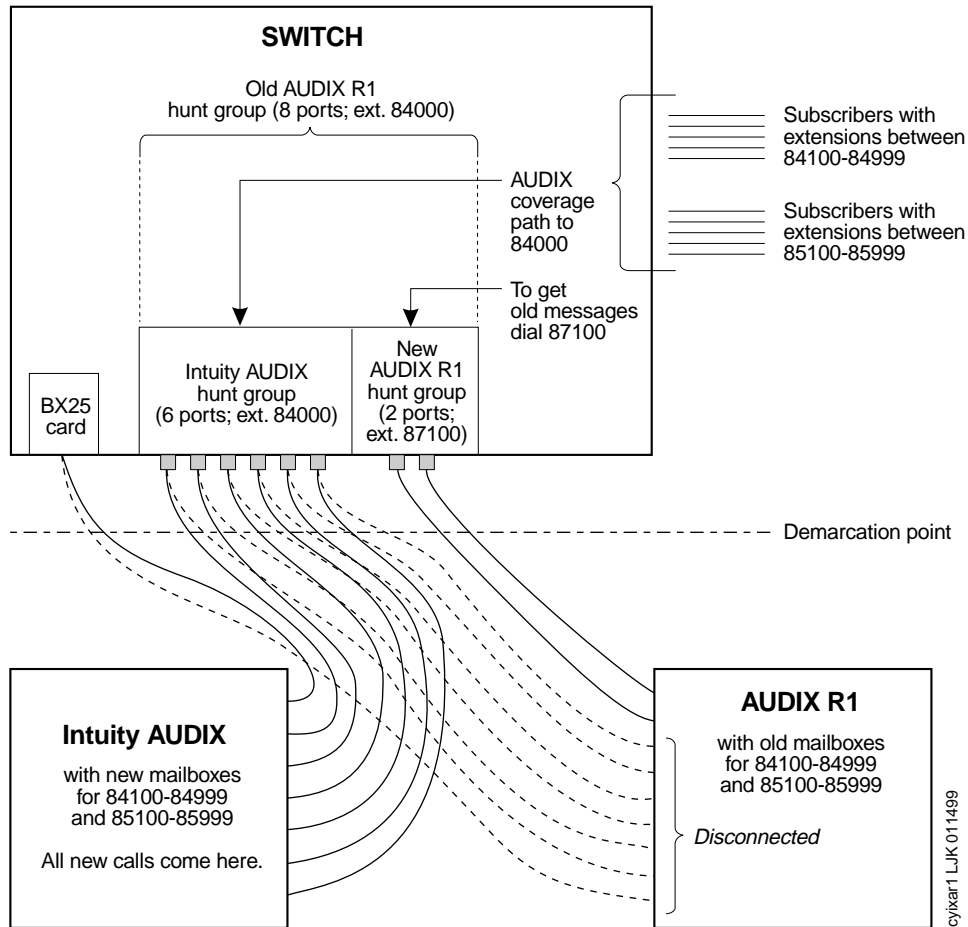 SWITCH
Old AUDIX R1
hunt group (8 ports; ext. 84000)
Subscribers with
extensions between
84100-84999
AUDIX
coverage
path to
84000
Subscribers with
extensions between
85100-85999
To get
old messages
dial 87100
BX25
card
Intuity AUDIX
hunt group
(6 ports; ext. 84000)
New
AUDIX R1
hunt group
(2 ports;
ext. 87100)
Demarcation point
Intuity AUDIX
with new mailboxes
for 84100-84999
and 85100-85999
All new calls come here.
AUDIX R1
with old mailboxes
for 84100-84999
and 85100-85999
Disconnected
cyixar1 LJK 011499